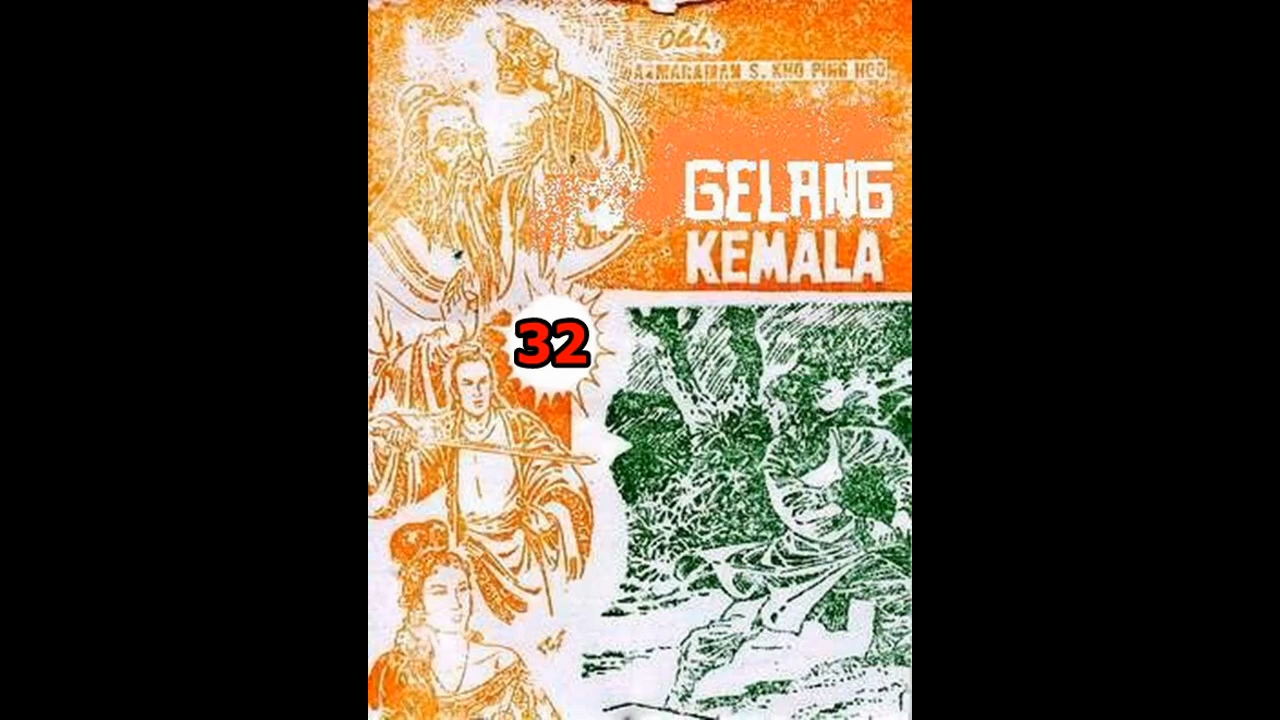 Oleh:
ASMARAMAN S. KHO PING HOO
GELANG
KEMALA
32